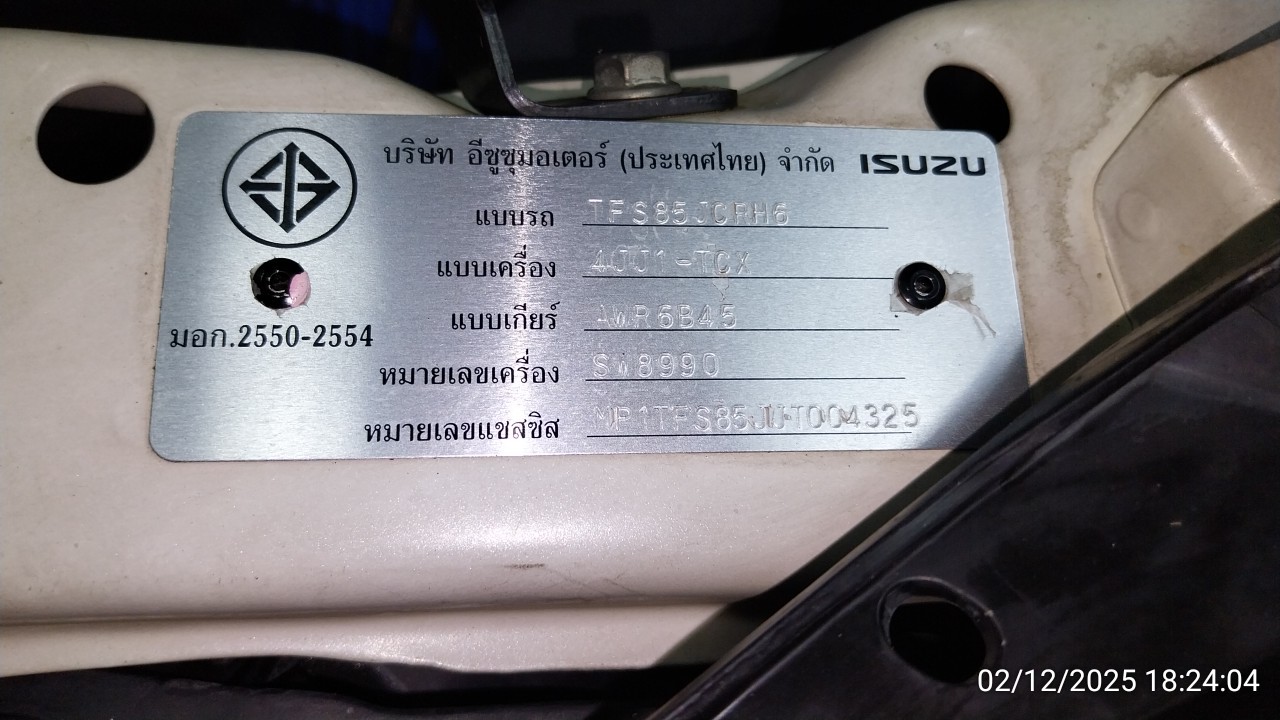 บริษัท อีซูซุมอเตอร์ (ประเทศไทย) จำกัด ISUZU
แบบรถ TFS85JCRH6
แบบเครื่อง 4JJ1-TCX
แบบเกียร์ AWR6B45
มอก.2550-2554
หมายเลขเครื่อง SW8990
หมายเลขแชสซิส MP1TFS85JJT004325
02/12/2025 18:24:04